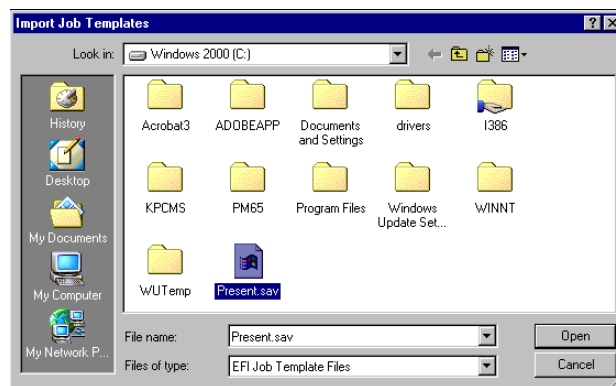 Import Job Templates
Look in: Windows 2000 (C:)
History
Desktop
My Documents
My Computer
My Network P...
Acrobat3 ADOBEAPP Documents and Settings drivers I386
KPCMS PM65 Program Files Windows Update Set... WINNT
WUTemp Present.sav
File name: Present.sav Open
Files of type: EFI Job Template Files Cancel